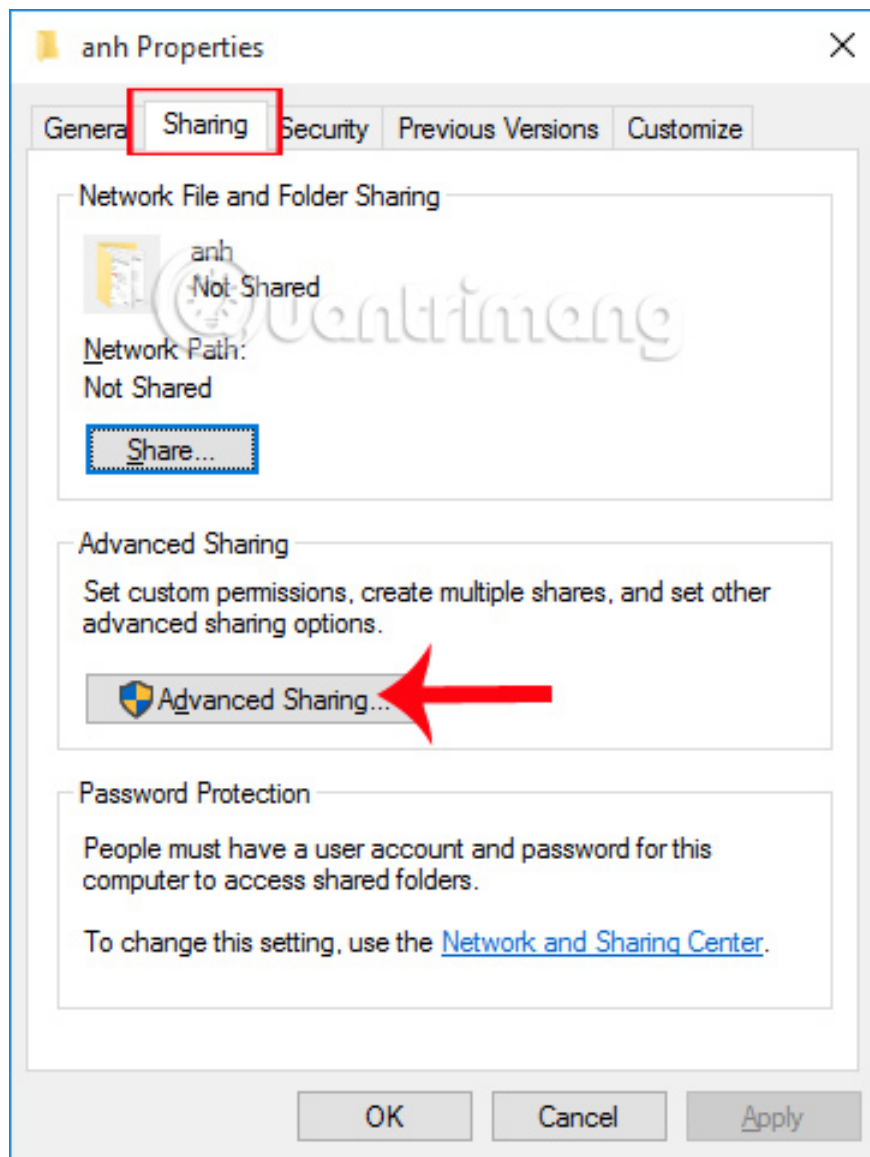 anh Properties
General Sharing Security Previous Versions Customize
Network File and Folder Sharing
anh
Not Shared
Quantrimang
Network Path:
Not Shared
Share...
Advanced Sharing
Set custom permissions, create multiple shares, and set other
advanced sharing options.
Advanced Sharing...
Password Protection
People must have a user account and password for this
computer to access shared folders.
To change this setting, use the Network and Sharing Center.
OK Cancel Apply